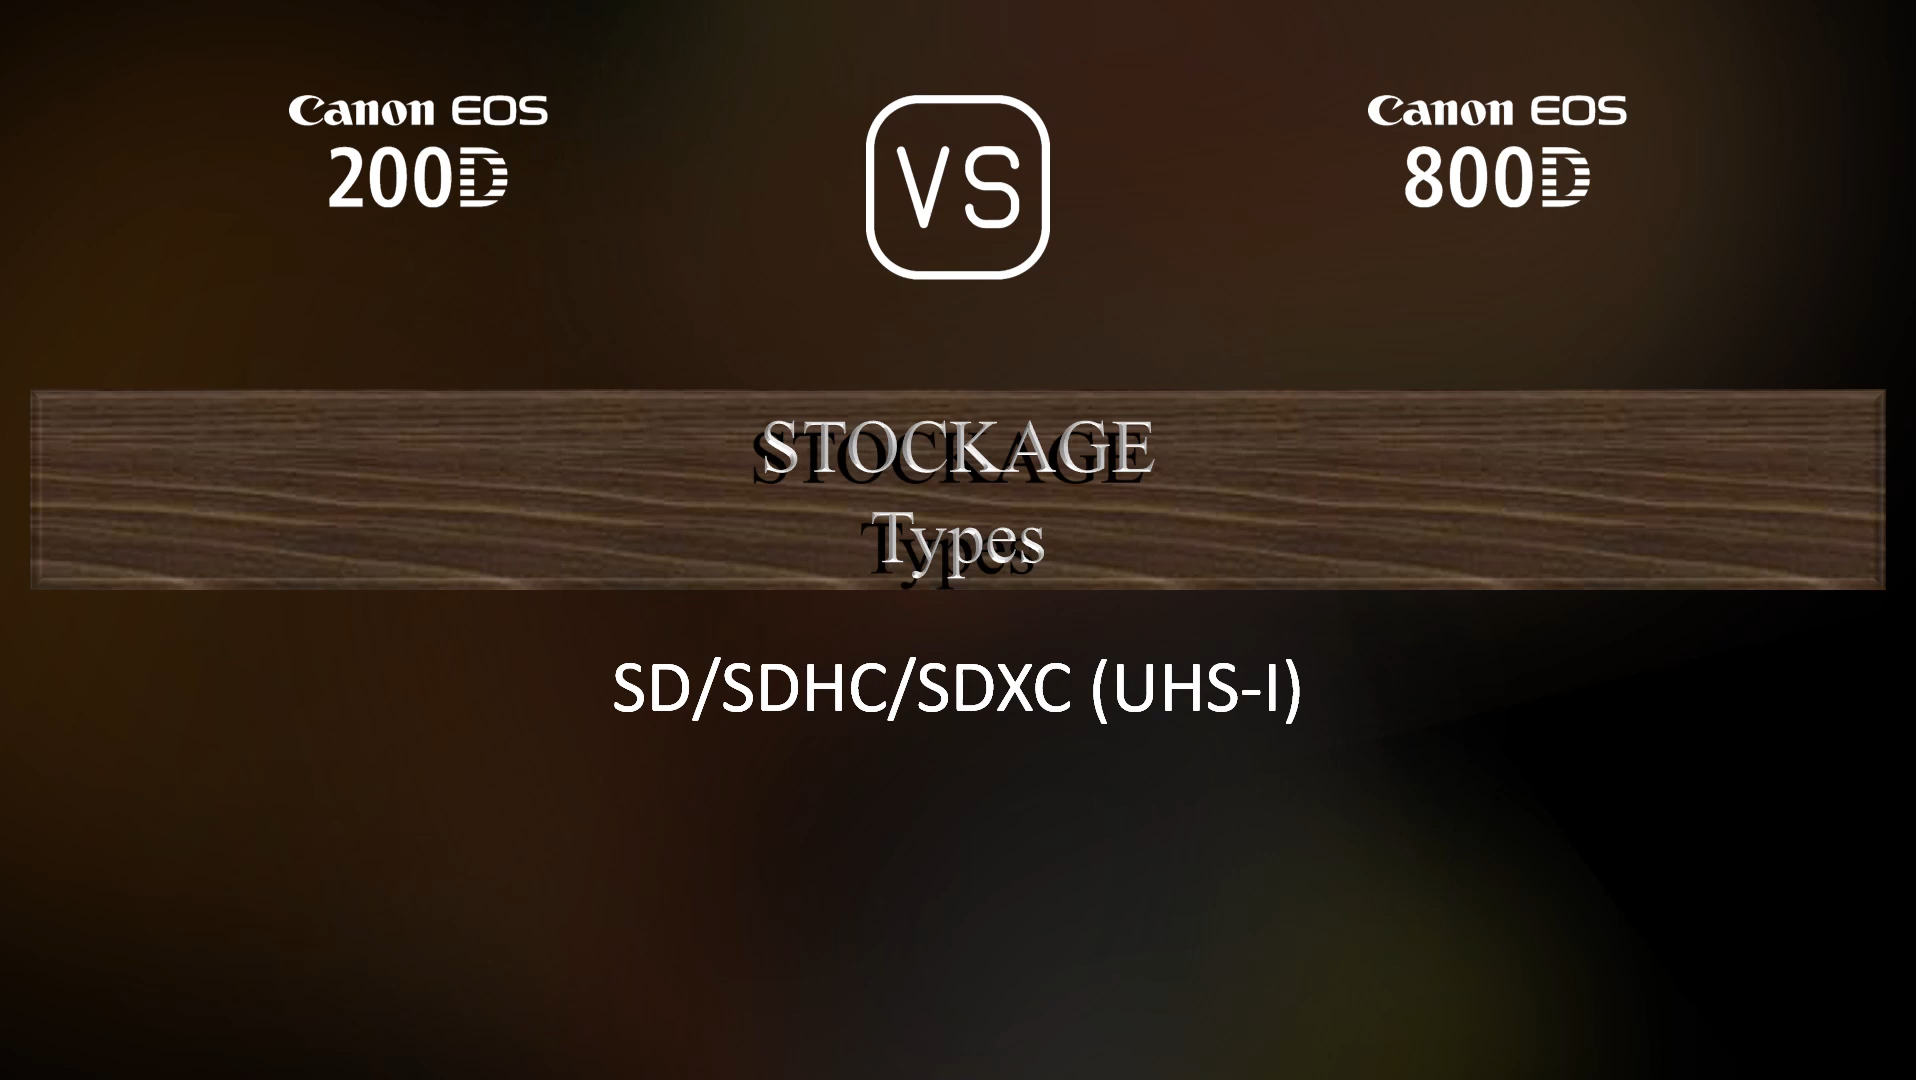 Canon EOS
200D
VS
Canon EOS
800D
STOCKAGE
Types
SD/SDHC/SDXC (UHS-I)